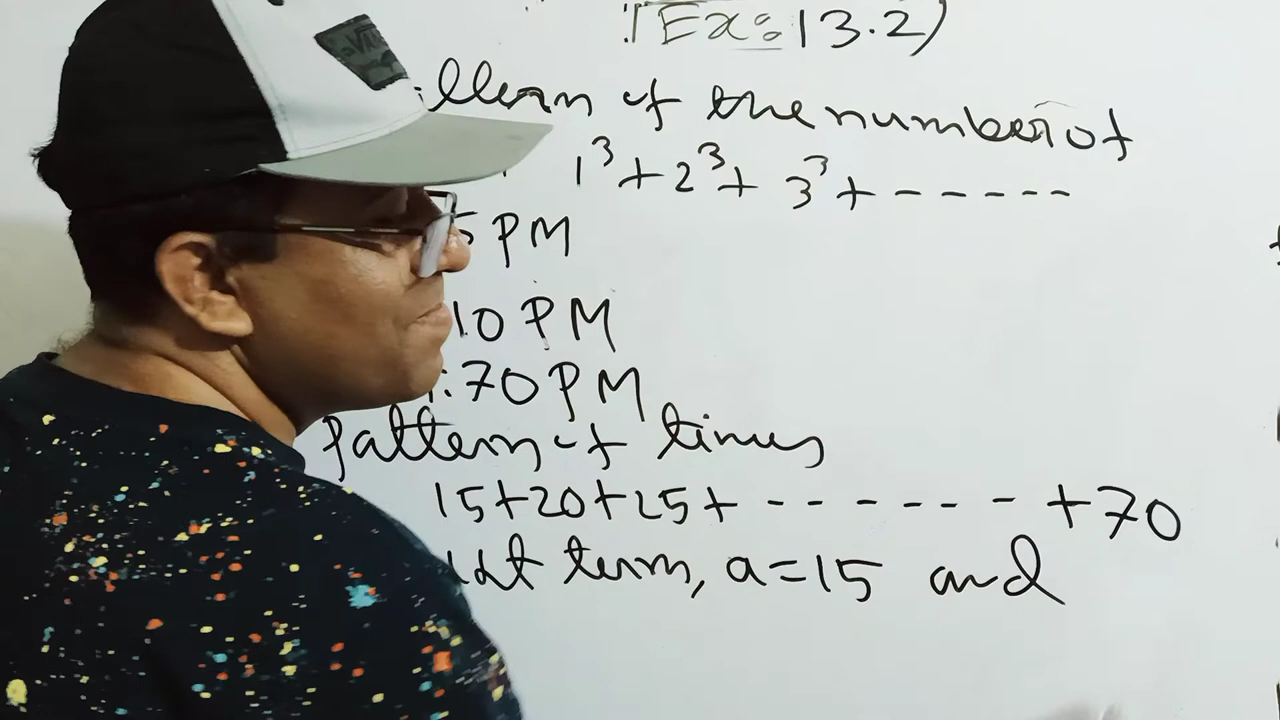 VANS
(Ex: 13.2)
of the number of
1³ + 2³ + 3³ + ------
5 PM
10 PM
:70 PM
Pattern of times
15+20+25+ ------ +70
1st term, a=15 and